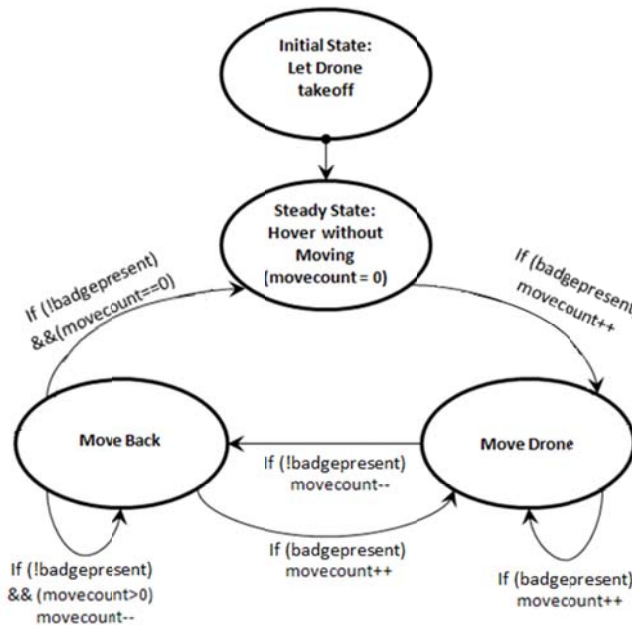 Initial State:
Let Drone
takeoff
Steady State:
Hover without
Moving
(movecount = 0)
If (!badgepresent)
&&(movecount==0)
If (badgepresent)
movecount++
Move Back
Move Drone
If (!badgepresent)
movecount--
If (badgepresent)
movecount++
If (!badgepresent)
&& (movecount>0)
movecount--
If (badgepresent)
movecount++